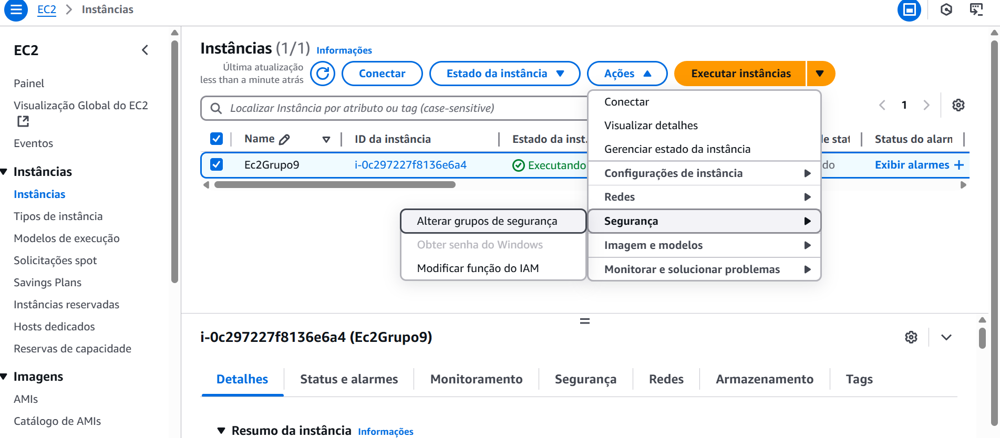 EC2 > Instâncias
EC2
Painel
Visualização Global do EC2
Eventos
Instâncias
Instâncias
Tipos de instância
Modelos de execução
Solicitações spot
Savings Plans
Instâncias reservadas
Hosts dedicados
Reservas de capacidade
Imagens
AMIs
Catálogo de AMIs
Instâncias (1/1) Informações
Última atualização
less than a minute atrás
Conectar
Estado da instância
Ações
Executar instâncias
Localizar Instância por atributo ou tag (case-sensitive)
1
Name ID da instância Estado da inst. Status do alarm
Ec2Grupo9 i-0c297227f8136e6a4 Executando Exibir alarmes +
Conectar
Visualizar detalhes
Gerenciar estado da instância
Configurações de instância
Redes
Segurança
Imagem e modelos
Monitorar e solucionar problemas
Alterar grupos de segurança
Obter senha do Windows
Modificar função do IAM
i-0c297227f8136e6a4 (Ec2Grupo9)
Detalhes Status e alarmes Monitoramento Segurança Redes Armazenamento Tags
Resumo da instância Informações